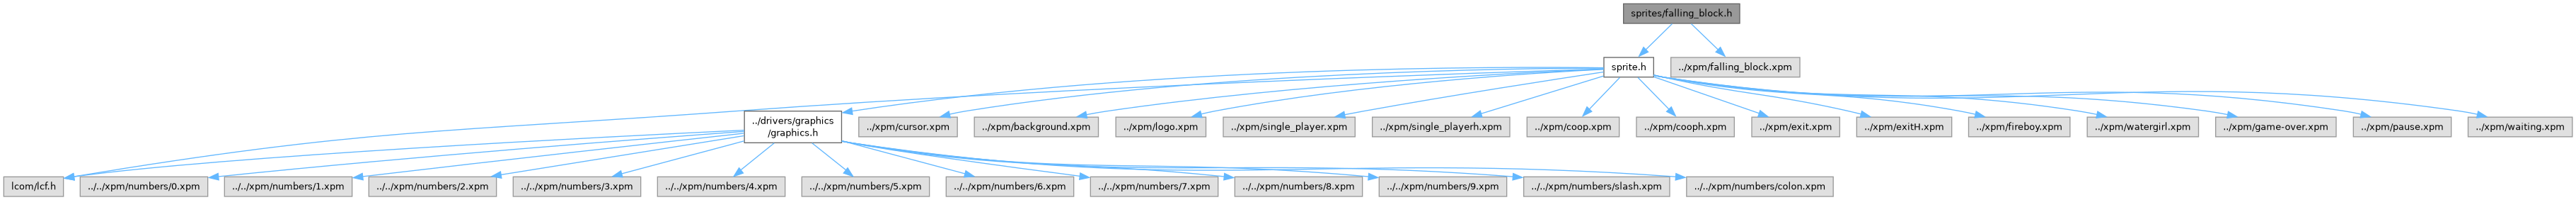 sprites/falling_block.h
sprite.h
../xpm/falling_block.xpm
../drivers/graphics
/graphics.h
../xpm/cursor.xpm
../xpm/background.xpm
../xpm/logo.xpm
../xpm/single_player.xpm
../xpm/single_playerh.xpm
../xpm/coop.xpm
../xpm/cooph.xpm
../xpm/exit.xpm
../xpm/exitH.xpm
../xpm/fireboy.xpm
../xpm/watergirl.xpm
../xpm/game-over.xpm
../xpm/pause.xpm
../xpm/waiting.xpm
lcom/lcf.h
../../xpm/numbers/0.xpm
../../xpm/numbers/1.xpm
../../xpm/numbers/2.xpm
../../xpm/numbers/3.xpm
../../xpm/numbers/4.xpm
../../xpm/numbers/5.xpm
../../xpm/numbers/6.xpm
../../xpm/numbers/7.xpm
../../xpm/numbers/8.xpm
../../xpm/numbers/9.xpm
../../xpm/numbers/slash.xpm
../../xpm/numbers/colon.xpm